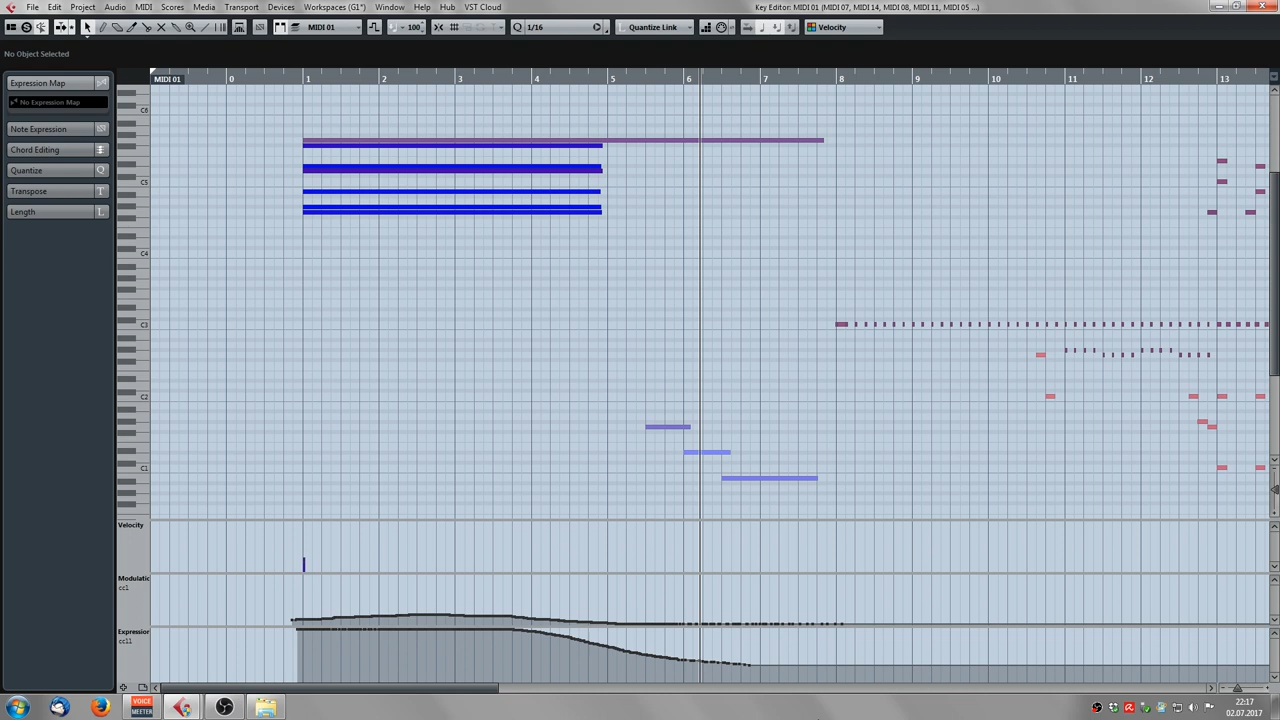 File Edit Project Audio MIDI Scores Media Transport Devices Workspaces (G1*) Window Help Hub VST Cloud
Key Editor: MIDI 01 (MIDI 07, MIDI 14, MIDI 08, MIDI 11, MIDI 05 ...)
S MIDI 01 100 Q 1/16 Quantize Link Velocity
No Object Selected
MIDI 01 0 1 2 3 4 5 6 7 8 9 10 11 12 13
Expression Map
No Expression Map
Note Expression
Chord Editing
Quantize Q
Transpose T
Length L
C6
C5
C4
C3
C2
C1
Velocity
Modulatic
cc1
Expression
cc11
VOICE
MEETER
22:17
02.07.2017